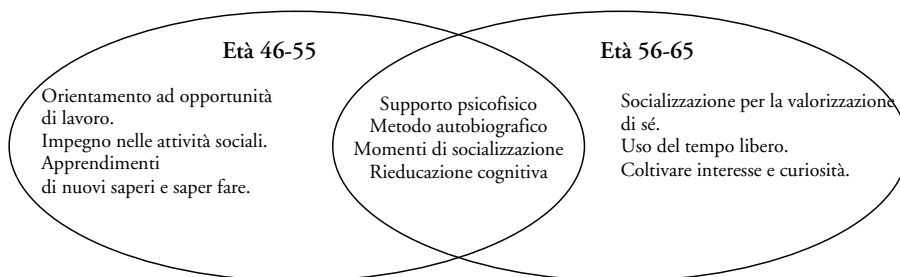 Età 46-55
Orientamento ad opportunità
di lavoro.
Impegno nelle attività sociali.
Apprendimenti
di nuovi saperi e saper fare.
Supporto psicofisico
Metodo autobiografico
Momenti di socializzazione
Rieducazione cognitiva
Età 56-65
Socializzazione per la valorizzazione
di sé.
Uso del tempo libero.
Coltivare interesse e curiosità.